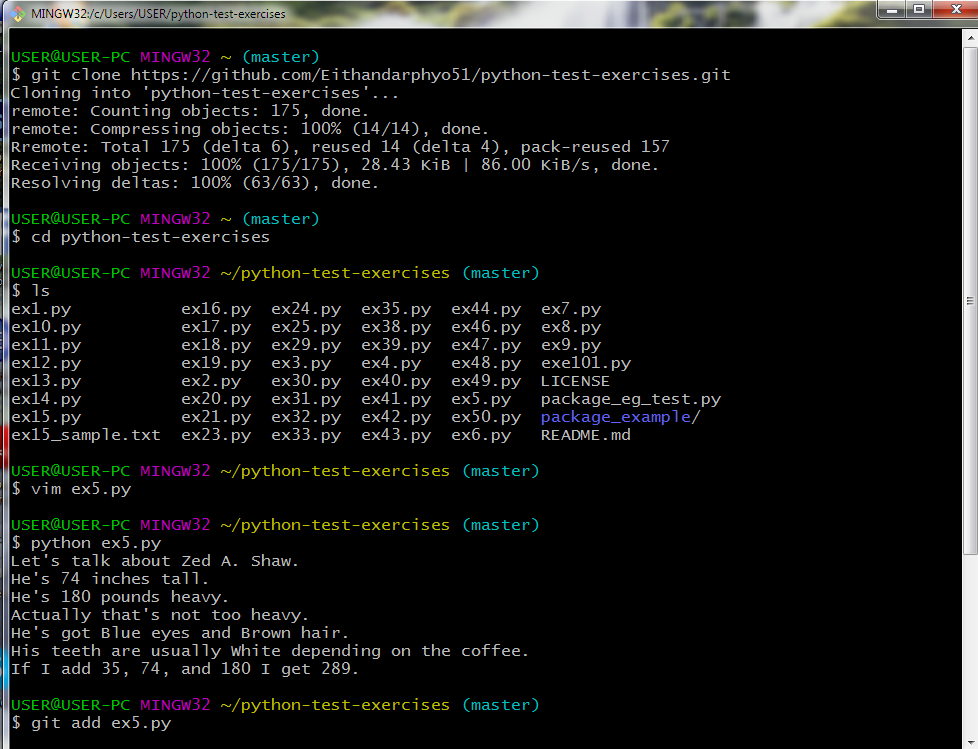 MINGW32:/c/Users/USER/python-test-exercises
USER@USER-PC MINGW32 ~ (master)
$ git clone https://github.com/Eithandarphyo51/python-test-exercises.git
Cloning into 'python-test-exercises'...
remote: Counting objects: 175, done.
remote: Compressing objects: 100% (14/14), done.
Rremote: Total 175 (delta 6), reused 14 (delta 4), pack-reused 157
Receiving objects: 100% (175/175), 28.43 KiB | 86.00 KiB/s, done.
Resolving deltas: 100% (63/63), done.
USER@USER-PC MINGW32 ~ (master)
$ cd python-test-exercises
USER@USER-PC MINGW32 ~/python-test-exercises (master)
$ ls
ex1.py ex16.py ex24.py ex35.py ex44.py ex7.py
ex10.py ex17.py ex25.py ex38.py ex46.py ex8.py
ex11.py ex18.py ex29.py ex39.py ex47.py ex9.py
ex12.py ex19.py ex3.py ex4.py ex48.py exe101.py
ex13.py ex2.py ex30.py ex40.py ex49.py LICENSE
ex14.py ex20.py ex31.py ex41.py ex5.py package_eg_test.py
ex15.py ex21.py ex32.py ex42.py ex50.py package_example/
ex15_sample.txt ex23.py ex33.py ex43.py ex6.py README.md
USER@USER-PC MINGW32 ~/python-test-exercises (master)
$ vim ex5.py
USER@USER-PC MINGW32 ~/python-test-exercises (master)
$ python ex5.py
Let's talk about Zed A. Shaw.
He's 74 inches tall.
He's 180 pounds heavy.
Actually that's not too heavy.
He's got Blue eyes and Brown hair.
His teeth are usually White depending on the coffee.
If I add 35, 74, and 180 I get 289.
USER@USER-PC MINGW32 ~/python-test-exercises (master)
$ git add ex5.py